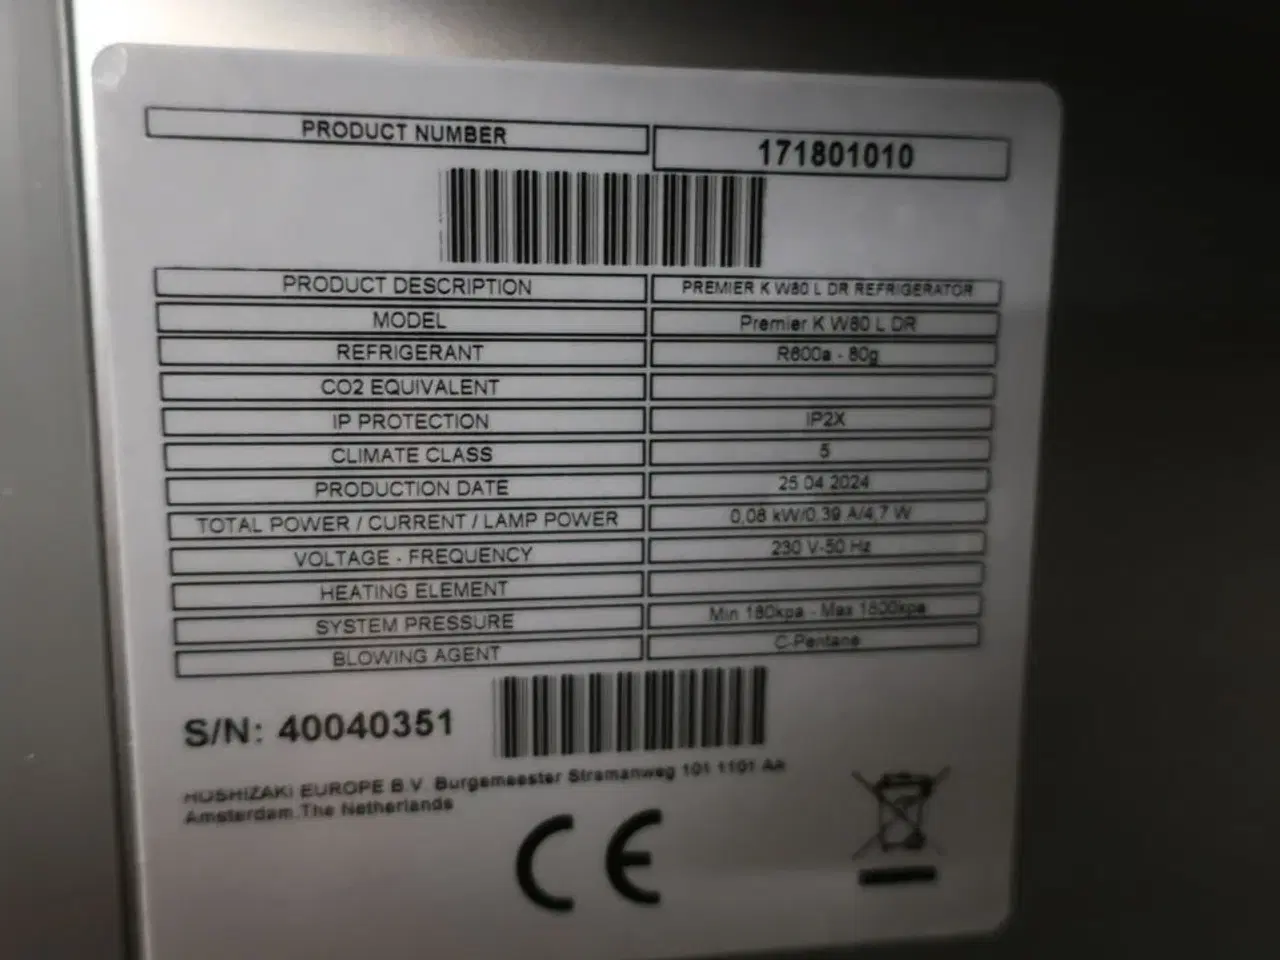 PRODUCT NUMBER 171801010
PRODUCT DESCRIPTION PREMIER K W80 L DR REFRIGERATOR
MODEL Premier K W80 L DR
REFRIGERANT R600a - 80g
CO2 EQUIVALENT
IP PROTECTION IP2X
CLIMATE CLASS 5
PRODUCTION DATE 25 04 2024
TOTAL POWER / CURRENT / LAMP POWER 0,08 kW/0,39 A/4,7 W
VOLTAGE - FREQUENCY 230 V-50 Hz
HEATING ELEMENT
SYSTEM PRESSURE Min 180kpa - Max 1800kpa
BLOWING AGENT C-Pentane
S/N: 40040351
HOSHIZAKI EUROPE B.V. Burgemeester Stramanweg 101 1101 AA
Amsterdam.The Netherlands
CE